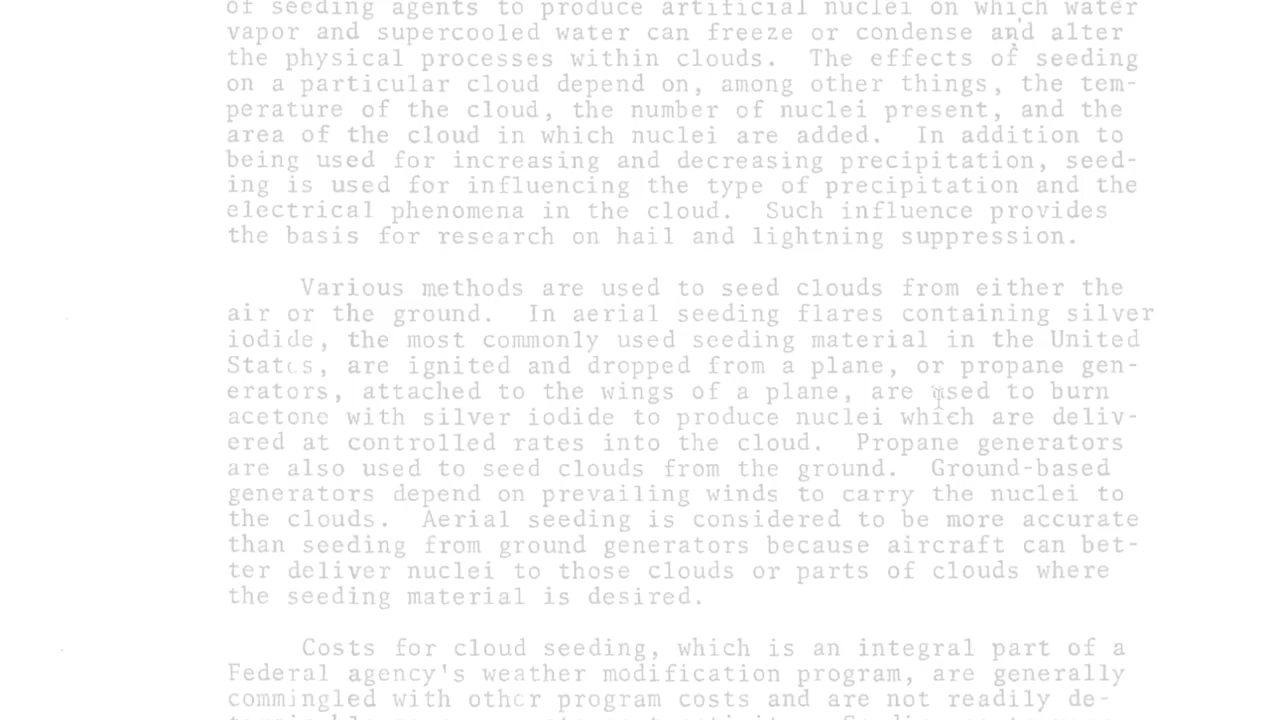 of seeding agents to produce artificial nuclei on which water
vapor and supercooled water can freeze or condense and alter
the physical processes within clouds.  The effects of seeding
on a particular cloud depend on, among other things, the tem-
perature of the cloud, the number of nuclei present, and the
area of the cloud in which nuclei are added.  In addition to
being used for increasing and decreasing precipitation, seed-
ing is used for influencing the type of precipitation and the
electrical phenomena in the cloud.  Such influence provides
the basis for research on hail and lightning suppression.
Various methods are used to seed clouds from either the
air or the ground.  In aerial seeding flares containing silver
iodide, the most commonly used seeding material in the United
States, are ignited and dropped from a plane, or propane gen-
erators, attached to the wings of a plane, are used to burn
acetone with silver iodide to produce nuclei which are deliv-
ered at controlled rates into the cloud.  Propane generators
are also used to seed clouds from the ground.  Ground-based
generators depend on prevailing winds to carry the nuclei to
the clouds.  Aerial seeding is considered to be more accurate
than seeding from ground generators because aircraft can bet-
ter deliver nuclei to those clouds or parts of clouds where
the seeding material is desired.
Costs for cloud seeding, which is an integral part of a
Federal agency's weather modification program, are generally
commingled with other program costs and are not readily de-